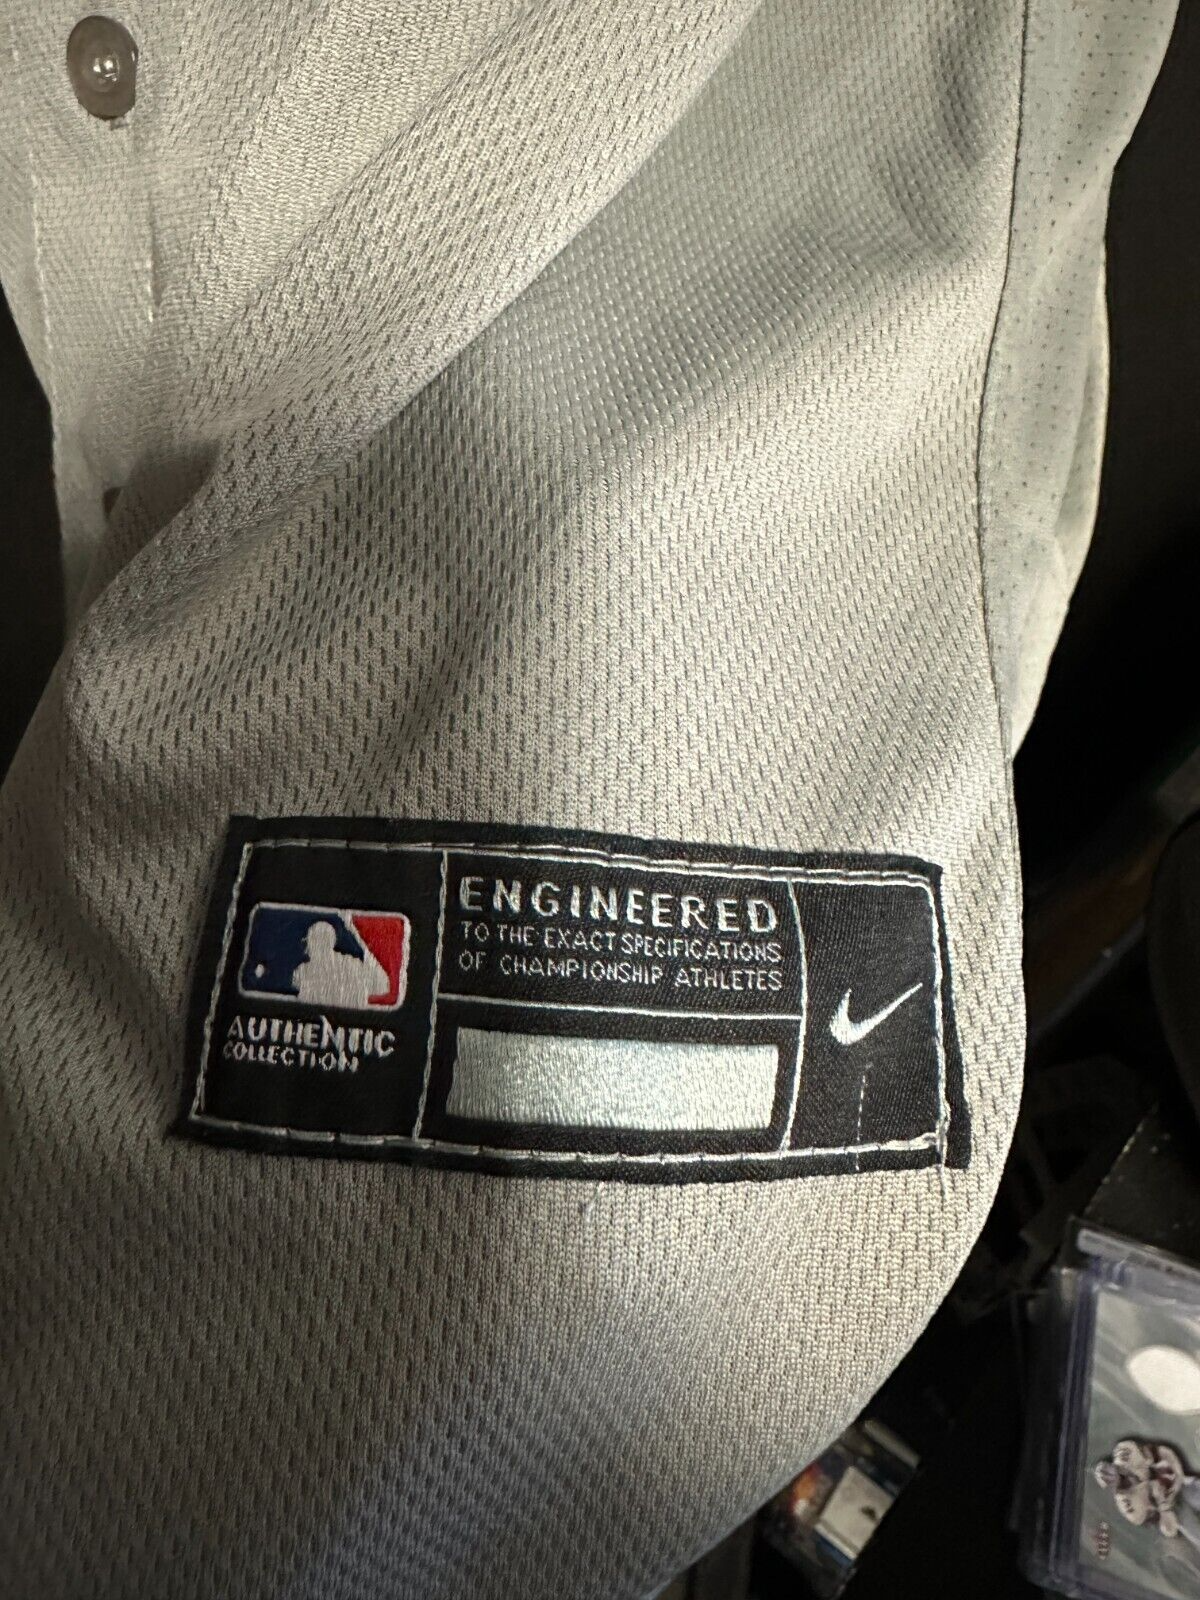 AUTHENTIC
COLLECTION
ENGINEERED
TO THE EXACT SPECIFICATIONS
OF CHAMPIONSHIP ATHLETES